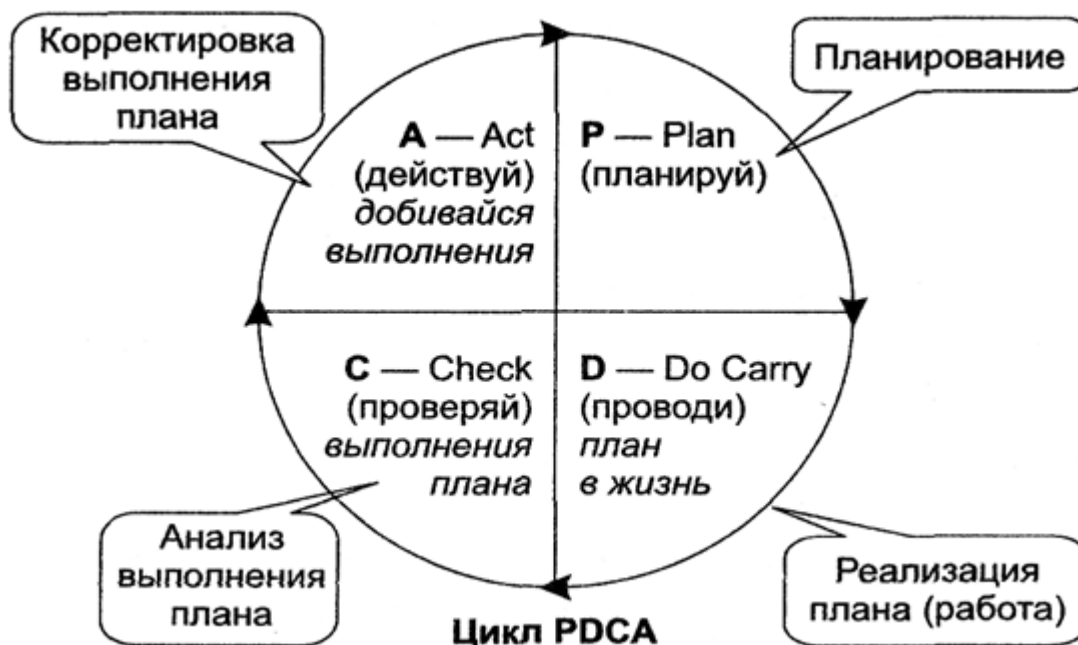 Корректировка
выполнения
плана
Планирование
A — Act
(действуй)
добивайся
выполнения
P — Plan
(планируй)
C — Check
(проверяй)
выполнения
плана
D — Do Carry
(проводи)
план
в жизнь
Анализ
выполнения
плана
Реализация
плана (работа)
Цикл PDCA